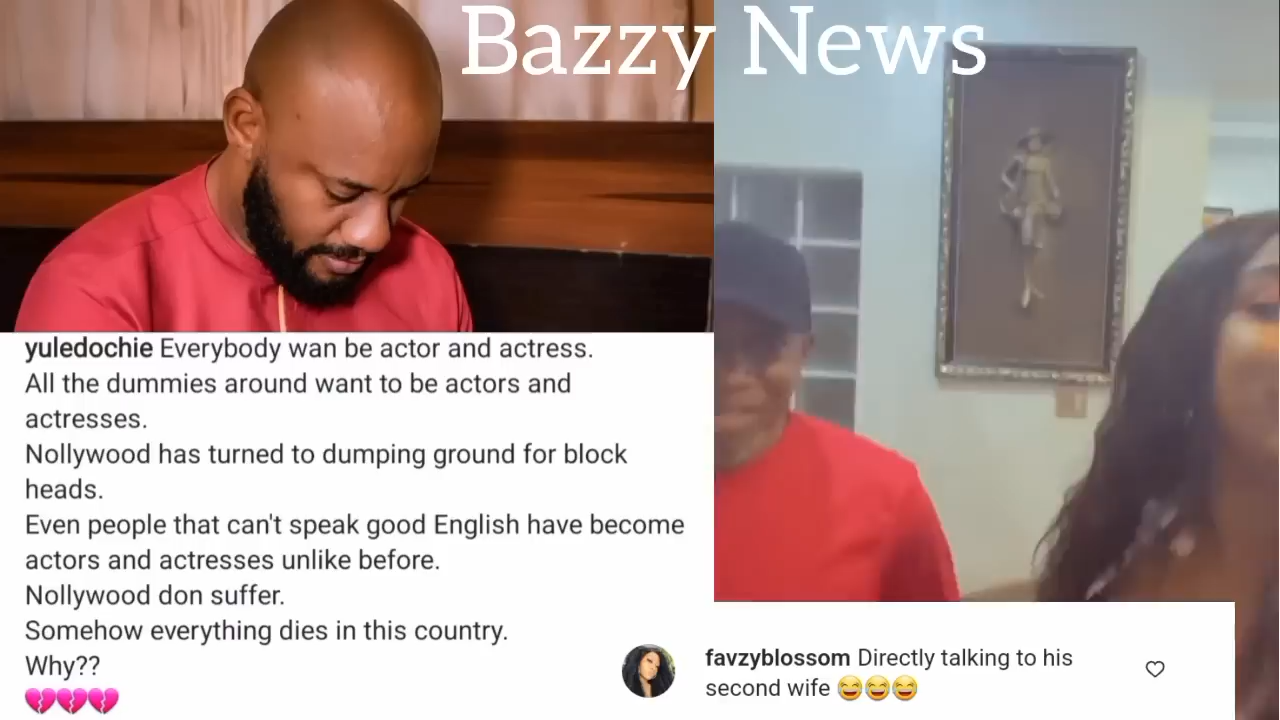 Bazzy News
yuledochie Everybody wan be actor and actress.
All the dummies around want to be actors and
actresses.
Nollywood has turned to dumping ground for block
heads.
Even people that can't speak good English have become
actors and actresses unlike before.
Nollywood don suffer.
Somehow everything dies in this country.
Why??
💔💔💔
favzyblossom Directly talking to his
second wife 😂😂😂